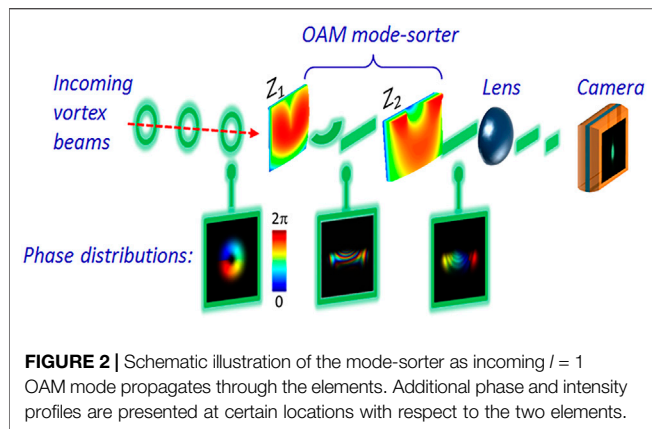 OAM mode-sorter
Incoming
vortex
beams
Z1
Z2
Lens
Camera
Phase distributions:
2π
0
FIGURE 2 | Schematic illustration of the mode-sorter as incoming l = 1
OAM mode propagates through the elements. Additional phase and intensity
profiles are presented at certain locations with respect to the two elements.